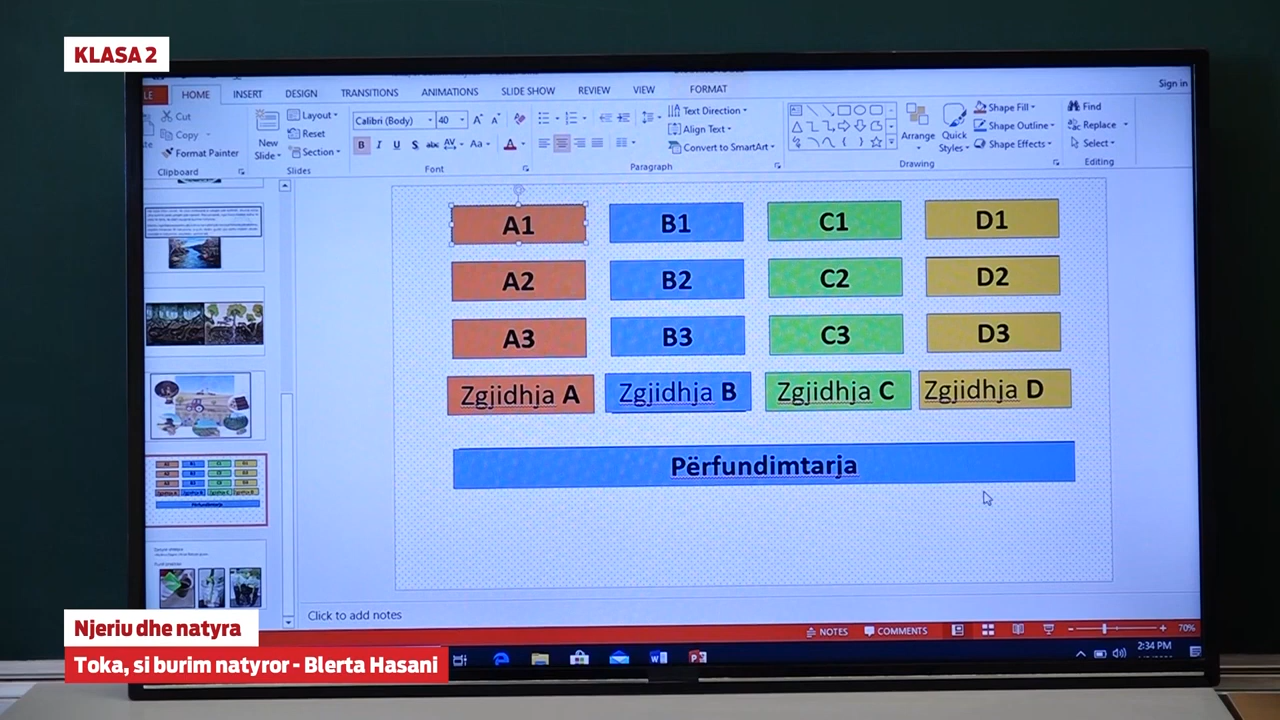 KLASA 2
Sign in
LE HOME INSERT DESIGN TRANSITIONS ANIMATIONS SLIDE SHOW REVIEW VIEW FORMAT
Cut
Copy
Format Painter
Clipboard
New Slide
Layout
Reset
Section
Slides
Calibri (Body) 40
B I U S abc AV Aa A
Font
Text Direction
Align Text
Convert to SmartArt
Paragraph
Arrange
Quick Styles
Shape Fill
Shape Outline
Shape Effects
Drawing
Find
Replace
Select
Editing
A1 B1 C1 D1
A2 B2 C2 D2
A3 B3 C3 D3
Zgjidhja A Zgjidhja B Zgjidhja C Zgjidhja D
Përfundimtarja
Click to add notes
NOTES COMMENTS 70%
2:34 PM
Njeriu dhe natyra
Toka, si burim natyror - Blerta Hasani